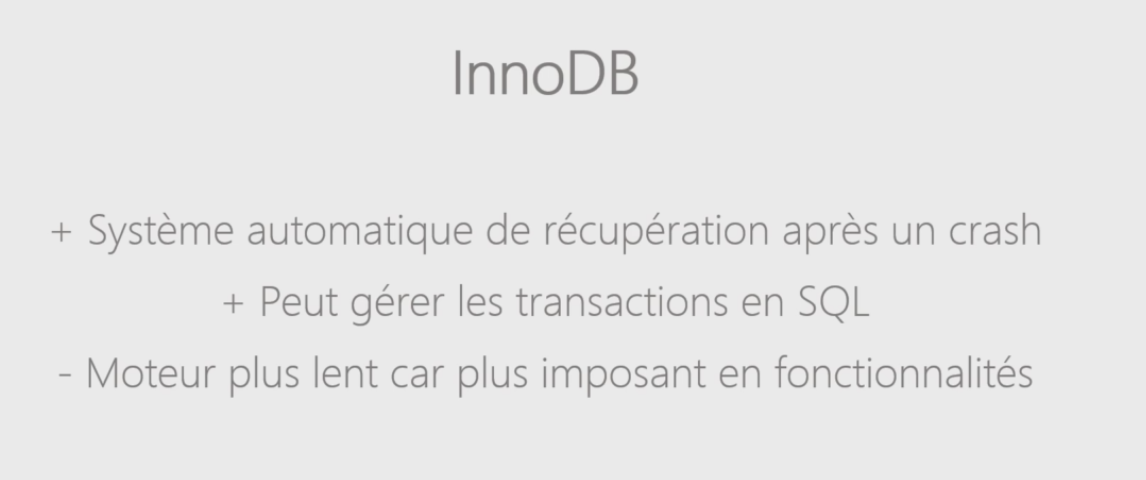 InnoDB
+ Système automatique de récupération après un crash
+ Peut gérer les transactions en SQL
- Moteur plus lent car plus imposant en fonctionnalités